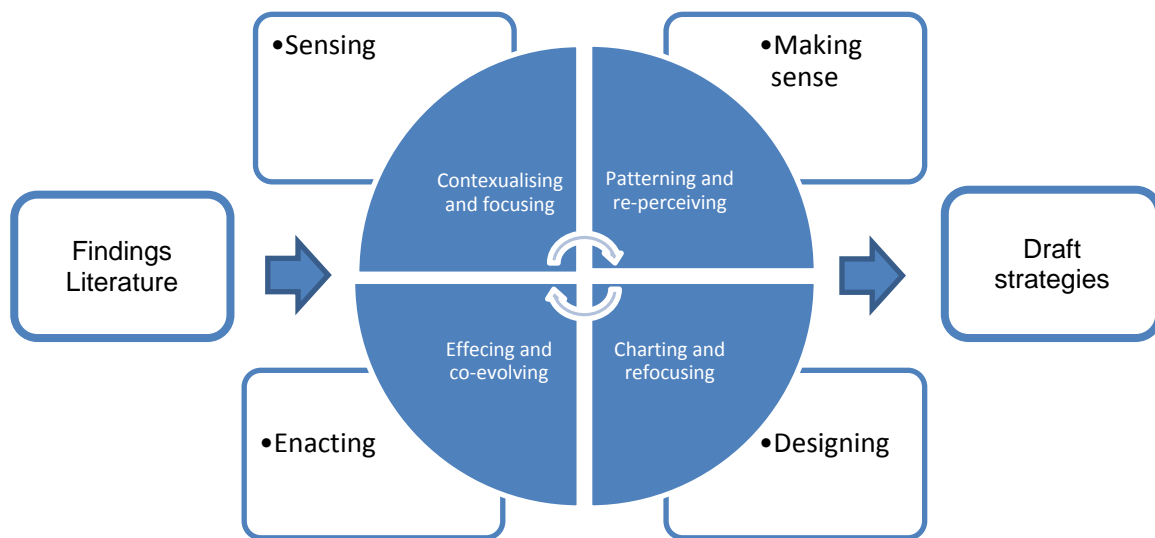 •Sensing
•Making
sense
Contexualising
and focusing
Patterning and
re-perceiving
Findings
Literature
Draft
strategies
Effecing and
co-evolving
Charting and
refocusing
•Enacting
•Designing